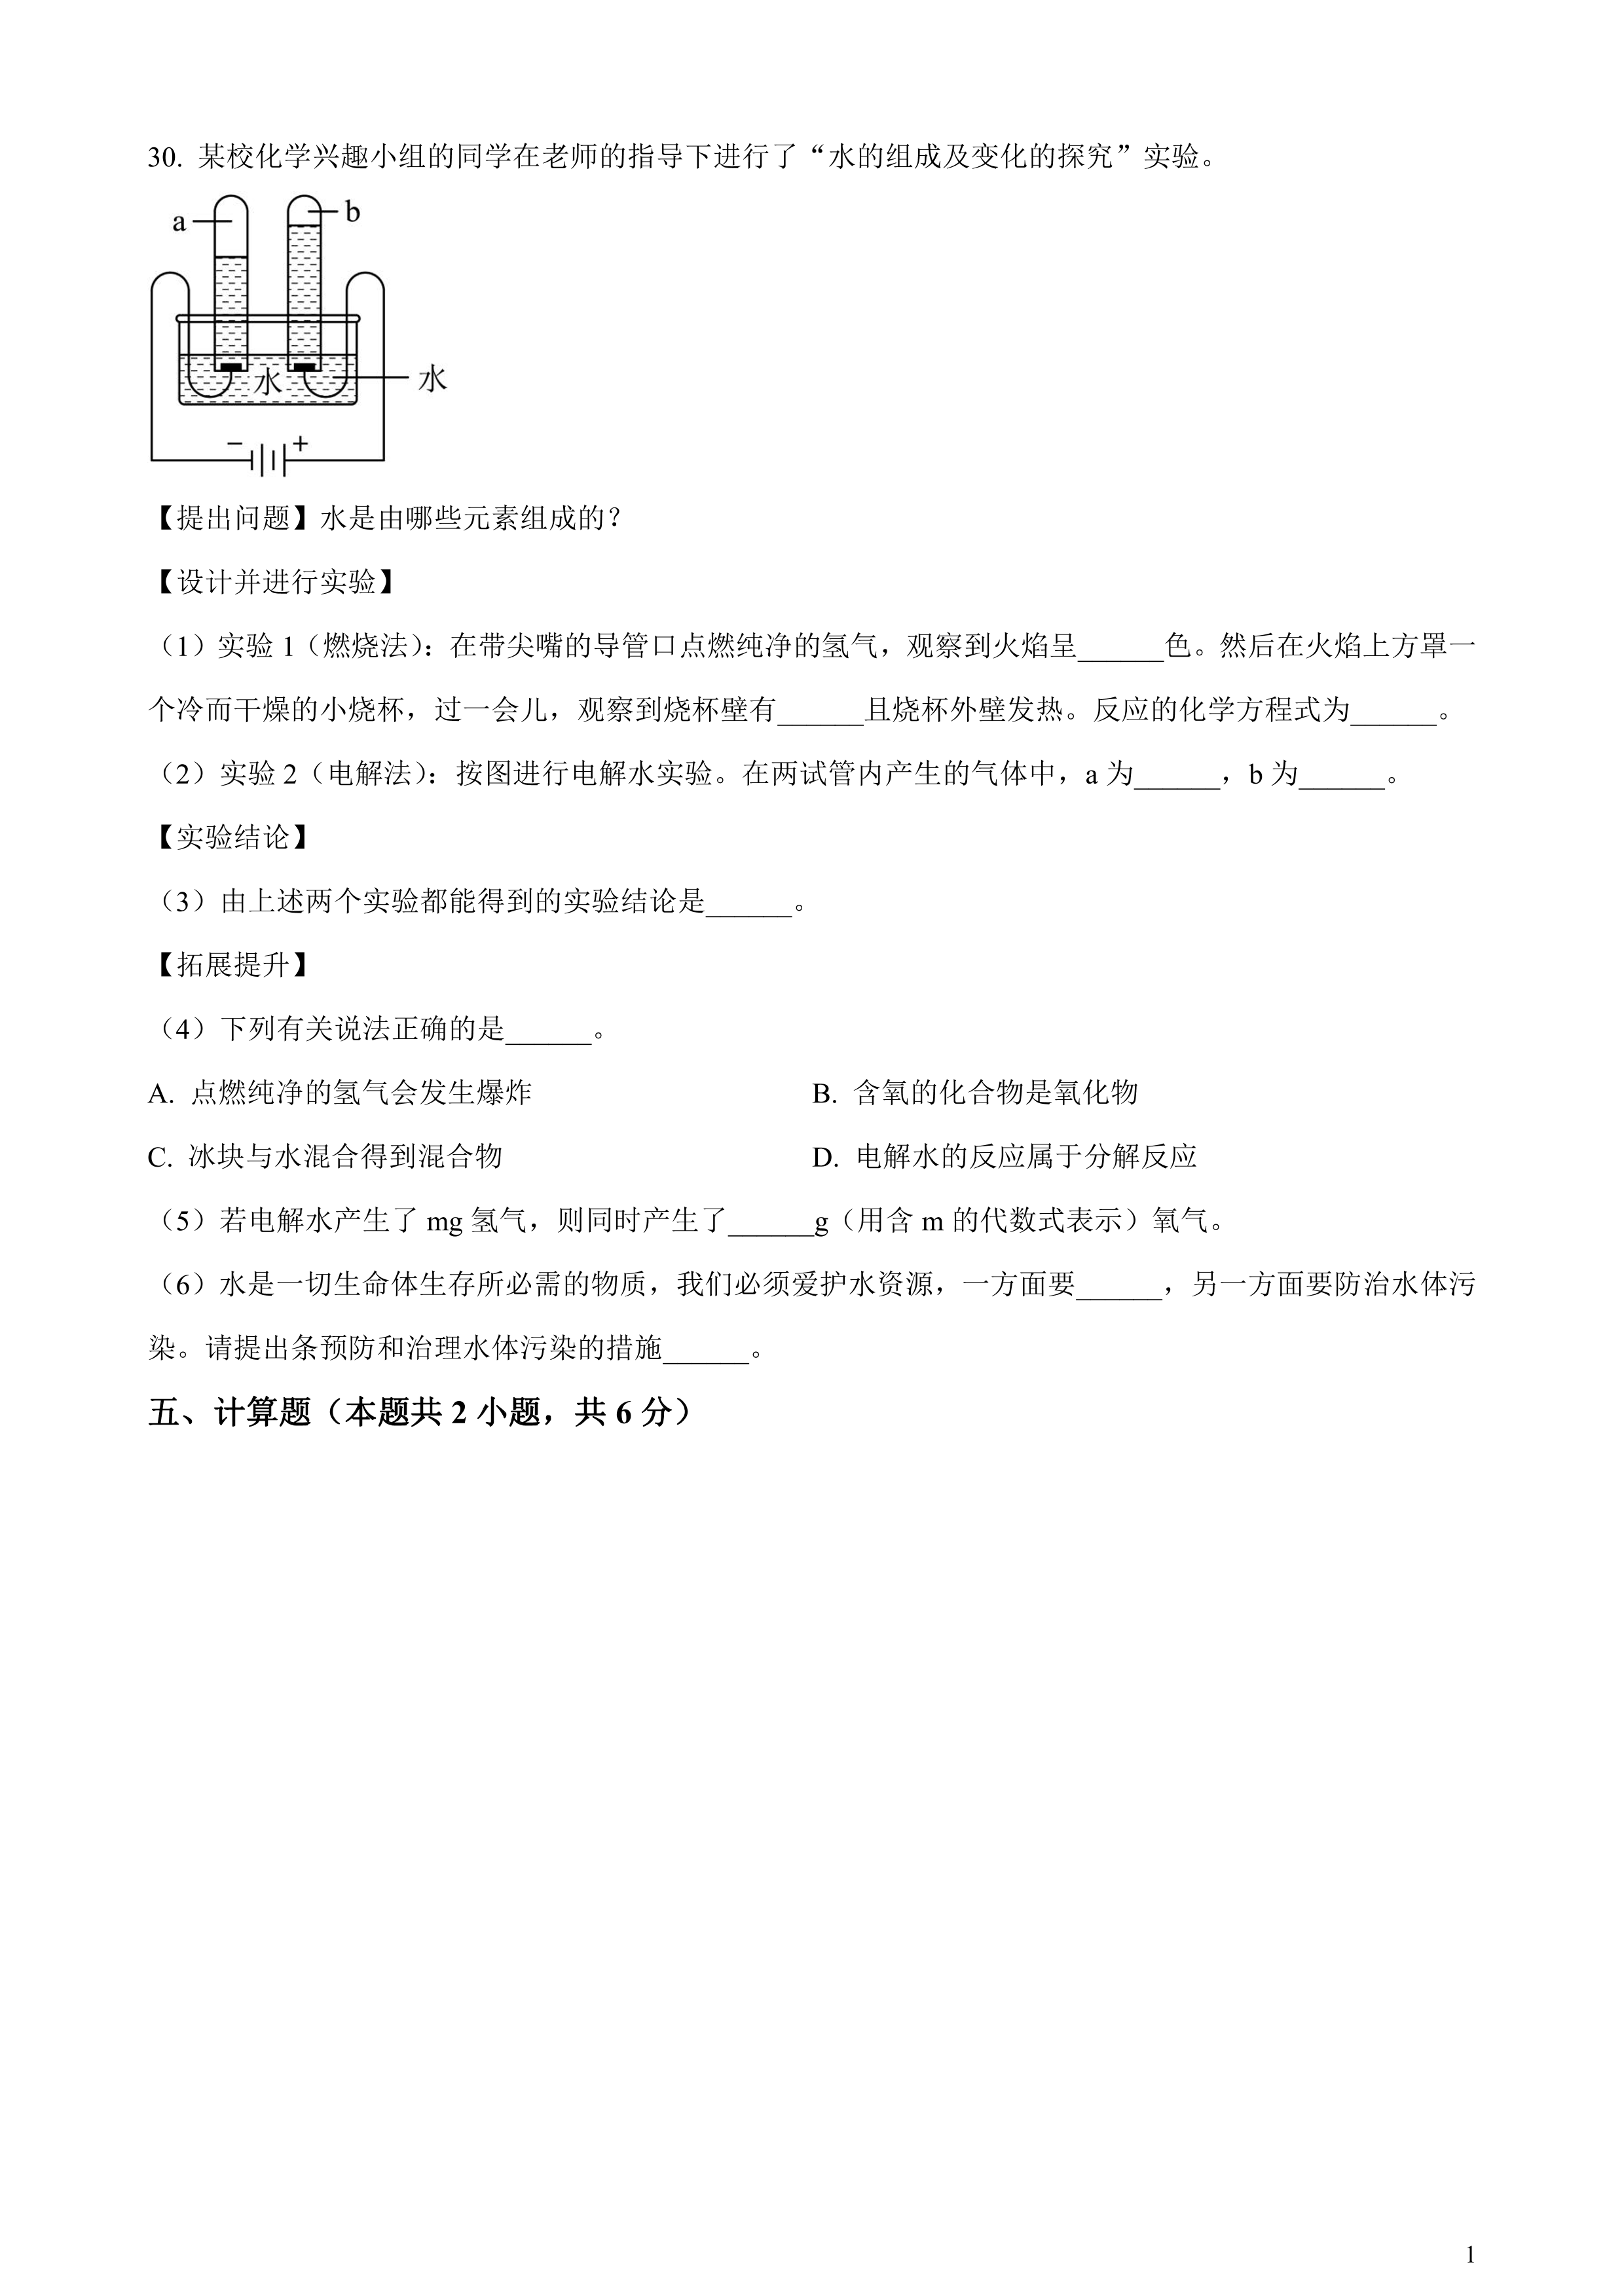 30. 某校化学兴趣小组的同学在老师的指导下进行了“水的组成及变化的探究”实验。
a
b
水
水
− +
【提出问题】水是由哪些元素组成的？
【设计并进行实验】
（1）实验 1（燃烧法）：在带尖嘴的导管口点燃纯净的氢气，观察到火焰呈______色。然后在火焰上方罩一
个冷而干燥的小烧杯，过一会儿，观察到烧杯壁有______且烧杯外壁发热。反应的化学方程式为______。
（2）实验 2（电解法）：按图进行电解水实验。在两试管内产生的气体中，a 为______，b 为______。
【实验结论】
（3）由上述两个实验都能得到的实验结论是______。
【拓展提升】
（4）下列有关说法正确的是______。
A. 点燃纯净的氢气会发生爆炸 B. 含氧的化合物是氧化物
C. 冰块与水混合得到混合物 D. 电解水的反应属于分解反应
（5）若电解水产生了 mg 氢气，则同时产生了______g（用含 m 的代数式表示）氧气。
（6）水是一切生命体生存所必需的物质，我们必须爱护水资源，一方面要______，另一方面要防治水体污
染。请提出条预防和治理水体污染的措施______。
五、计算题（本题共 2 小题，共 6 分）
1